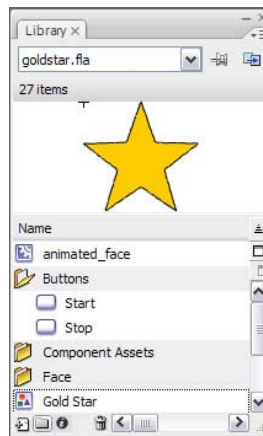 Library ×
goldstar.fla
27 items
Name
animated_face
Buttons
Start
Stop
Component Assets
Face
Gold Star